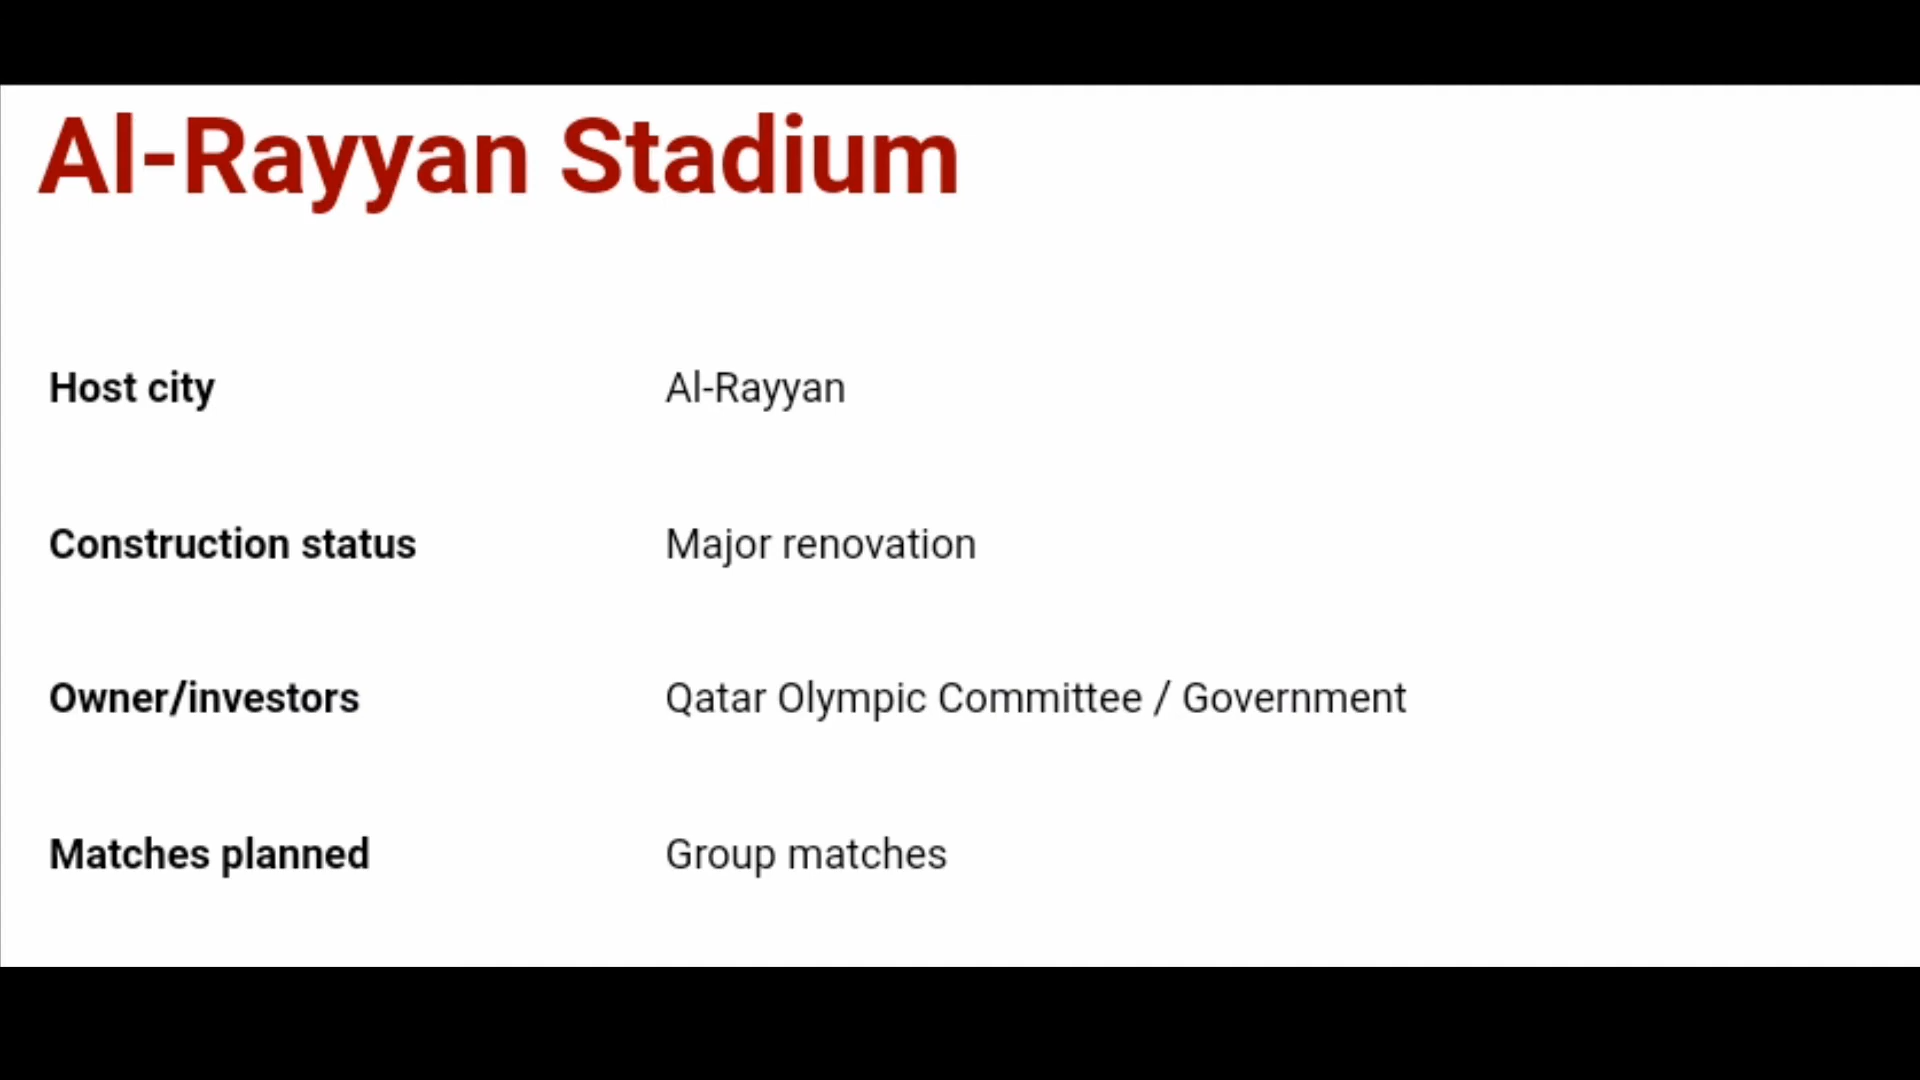 Al-Rayyan Stadium
Host city Al-Rayyan
Construction status Major renovation
Owner/investors Qatar Olympic Committee / Government
Matches planned Group matches